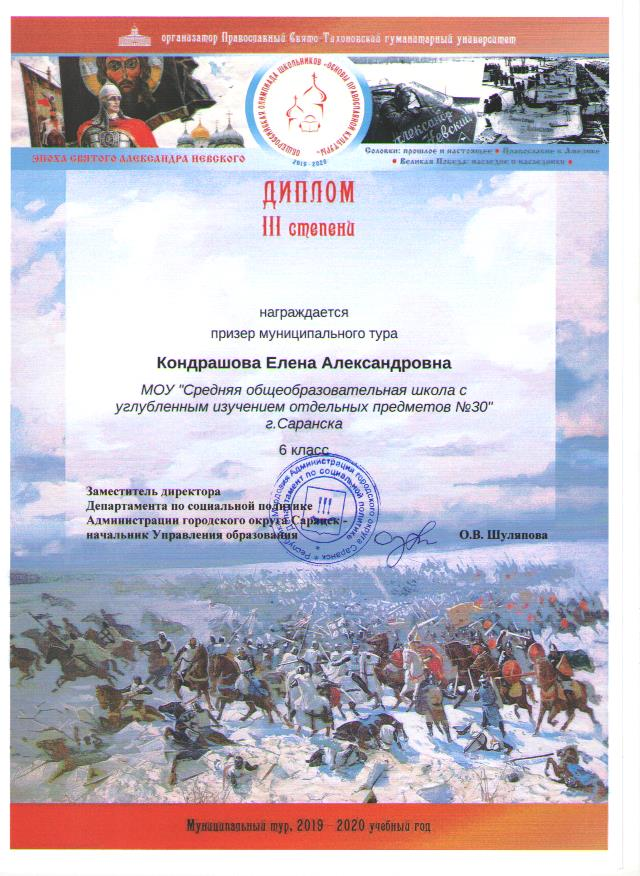 организатор Православный Свято-Тихоновский гуманитарный университет
ОБЩЕРОССИЙСКАЯ ОЛИМПИАДА ШКОЛЬНИКОВ «ОСНОВЫ ПРАВОСЛАВНОЙ КУЛЬТУРЫ»
2019 - 2020
Александр Невский
ЭПОХА СВЯТОГО АЛЕКСАНДРА НЕВСКОГО
Соловки: прошлое и настоящее • Православие в Америке
• Великая Победа: наследие и наследники •
ДИПЛОМ
III степени
награждается
призер муниципального тура
Кондрашова Елена Александровна
МОУ "Средняя общеобразовательная школа с
углубленным изучением отдельных предметов №30"
г.Саранска
6 класс
Заместитель директора
Департамента по социальной политике
Администрации городского округа Саранск -
начальник Управления образования
О.В. Шуляпова
Департамент по социальной политике
Администрации городского округа Саранск
Муниципальный тур, 2019 – 2020 учебный год